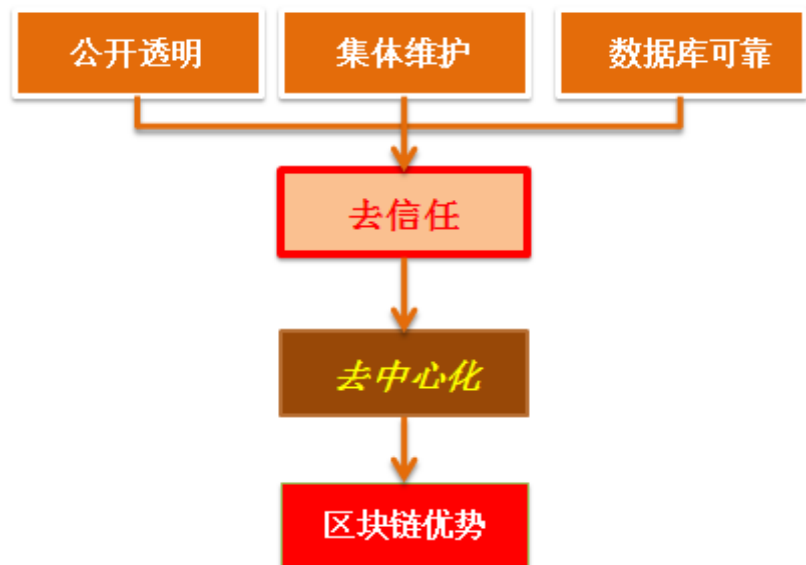 公开透明
集体维护
数据库可靠
去信任
去中心化
区块链优势